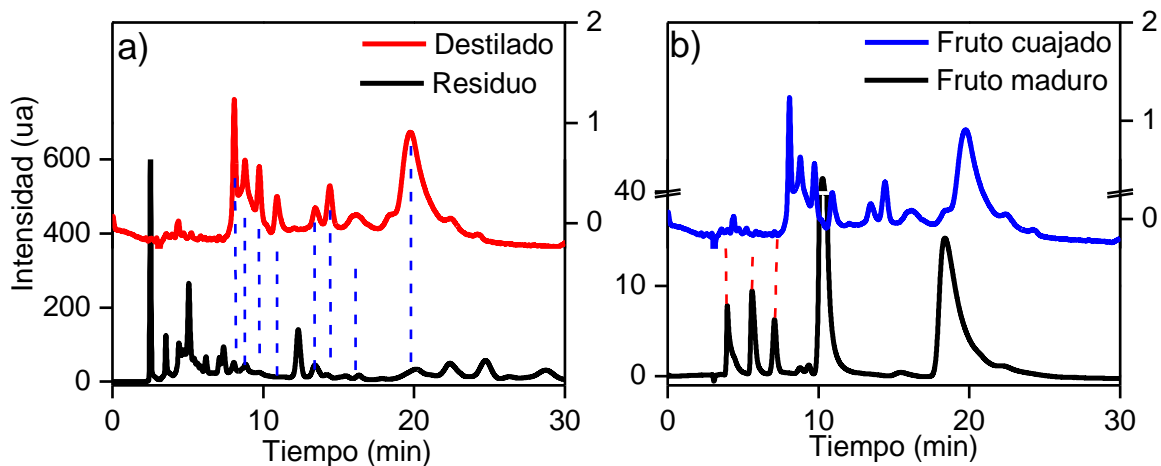 a)
Destilado
Residuo
Intensidad (ua)
600
400
200
0
2
1
0
0 10 20 30
Tiempo (min)
b)
Fruto cuajado
Fruto maduro
40
10
0
2
1
0
0 10 20 30
Tiempo (min)